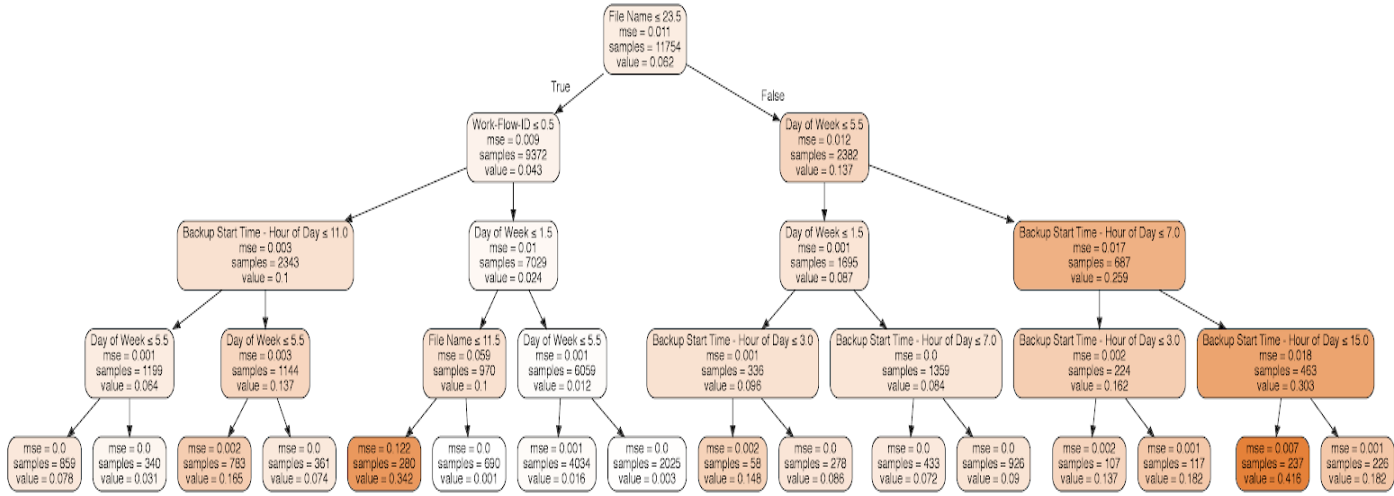 File Name ≤ 23.5
mse = 0.011
samples = 11754
value = 0.062
True
False
Work-Flow-ID ≤ 0.5
mse = 0.009
samples = 9372
value = 0.043
Day of Week ≤ 5.5
mse = 0.012
samples = 2382
value = 0.137
Backup Start Time - Hour of Day ≤ 11.0
mse = 0.003
samples = 2343
value = 0.1
Day of Week ≤ 1.5
mse = 0.01
samples = 7029
value = 0.024
Day of Week ≤ 1.5
mse = 0.001
samples = 1695
value = 0.087
Backup Start Time - Hour of Day ≤ 7.0
mse = 0.017
samples = 687
value = 0.259
Day of Week ≤ 5.5
mse = 0.001
samples = 1199
value = 0.064
Day of Week ≤ 5.5
mse = 0.003
samples = 1144
value = 0.137
File Name ≤ 11.5
mse = 0.059
samples = 970
value = 0.1
Day of Week ≤ 5.5
mse = 0.001
samples = 6059
value = 0.012
Backup Start Time - Hour of Day ≤ 3.0
mse = 0.001
samples = 336
value = 0.096
Backup Start Time - Hour of Day ≤ 7.0
mse = 0.0
samples = 1359
value = 0.084
Backup Start Time - Hour of Day ≤ 3.0
mse = 0.002
samples = 224
value = 0.162
Backup Start Time - Hour of Day ≤ 15.0
mse = 0.018
samples = 463
value = 0.303
mse = 0.0
samples = 859
value = 0.078
mse = 0.0
samples = 340
value = 0.031
mse = 0.002
samples = 783
value = 0.165
mse = 0.0
samples = 361
value = 0.074
mse = 0.122
samples = 280
value = 0.342
mse = 0.0
samples = 690
value = 0.001
mse = 0.001
samples = 4034
value = 0.016
mse = 0.0
samples = 2025
value = 0.003
mse = 0.002
samples = 58
value = 0.148
mse = 0.0
samples = 278
value = 0.086
mse = 0.0
samples = 433
value = 0.072
mse = 0.0
samples = 926
value = 0.09
mse = 0.002
samples = 107
value = 0.137
mse = 0.001
samples = 117
value = 0.182
mse = 0.007
samples = 237
value = 0.416
mse = 0.001
samples = 226
value = 0.182